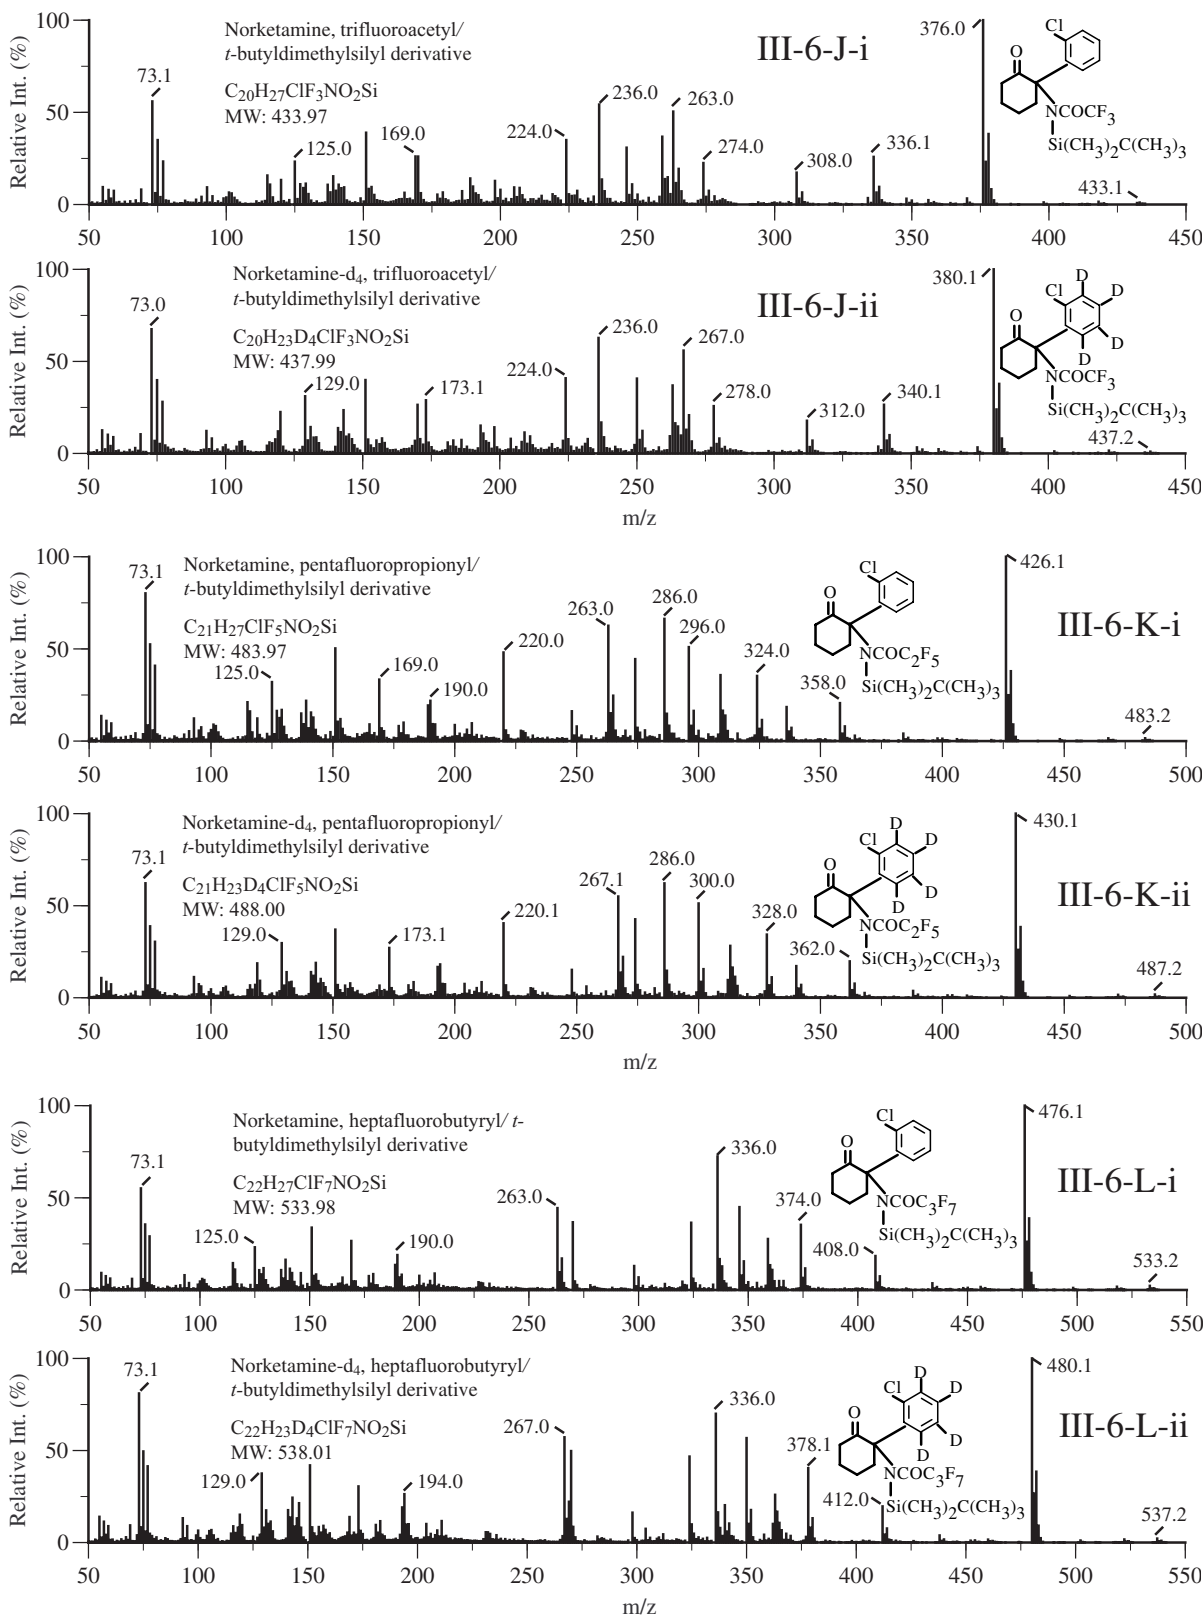 Relative Int. (%)
100
50
0
Norketamine, trifluoroacetyl/
t-butyldimethylsilyl derivative
C20H27ClF3NO2Si
MW: 433.97
III-6-J-i
73.1
125.0
169.0
224.0
236.0
263.0
274.0
308.0
336.1
376.0
433.1
Cl
O
NCOCF3
Si(CH3)2C(CH3)3
50 100 150 200 250 300 350 400 450
Relative Int. (%)
100
50
0
Norketamine-d4, trifluoroacetyl/
t-butyldimethylsilyl derivative
C20H23D4ClF3NO2Si
MW: 437.99
III-6-J-ii
73.0
129.0
173.1
224.0
236.0
267.0
278.0
312.0
340.1
380.1
437.2
Cl
D
D
D
D
O
NCOCF3
Si(CH3)2C(CH3)3
50 100 150 200 250 300 350 400 450
m/z
Relative Int. (%)
100
50
0
Norketamine, pentafluoropropionyl/
t-butyldimethylsilyl derivative
C21H27ClF5NO2Si
MW: 483.97
III-6-K-i
73.1
125.0
169.0
190.0
220.0
263.0
286.0
296.0
324.0
358.0
426.1
483.2
Cl
O
NCOC2F5
Si(CH3)2C(CH3)3
50 100 150 200 250 300 350 400 450 500
Relative Int. (%)
100
50
0
Norketamine-d4, pentafluoropropionyl/
t-butyldimethylsilyl derivative
C21H23D4ClF5NO2Si
MW: 488.00
III-6-K-ii
73.1
129.0
173.1
220.1
267.1
286.0
300.0
328.0
362.0
430.1
487.2
Cl
D
D
D
D
O
NCOC2F5
Si(CH3)2C(CH3)3
50 100 150 200 250 300 350 400 450 500
m/z
Relative Int. (%)
100
50
0
Norketamine, heptafluorobutyryl/ t-
butyldimethylsilyl derivative
C22H27ClF7NO2Si
MW: 533.98
III-6-L-i
73.1
125.0
190.0
263.0
336.0
374.0
408.0
476.1
533.2
Cl
O
NCOC3F7
Si(CH3)2C(CH3)3
50 100 150 200 250 300 350 400 450 500 550
Relative Int. (%)
100
50
0
Norketamine-d4, heptafluorobutyryl/
t-butyldimethylsilyl derivative
C22H23D4ClF7NO2Si
MW: 538.01
III-6-L-ii
73.1
129.0
194.0
267.0
336.0
378.1
412.0
480.1
537.2
Cl
D
D
D
D
O
NCOC3F7
Si(CH3)2C(CH3)3
50 100 150 200 250 300 350 400 450 500 550
m/z